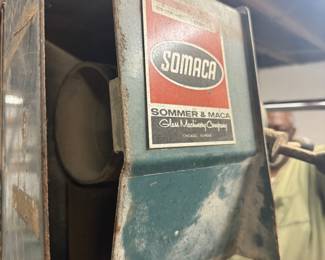 SOMACA
SOMMER & MACA
Glass Machinery Company
CHICAGO, ILLINOIS